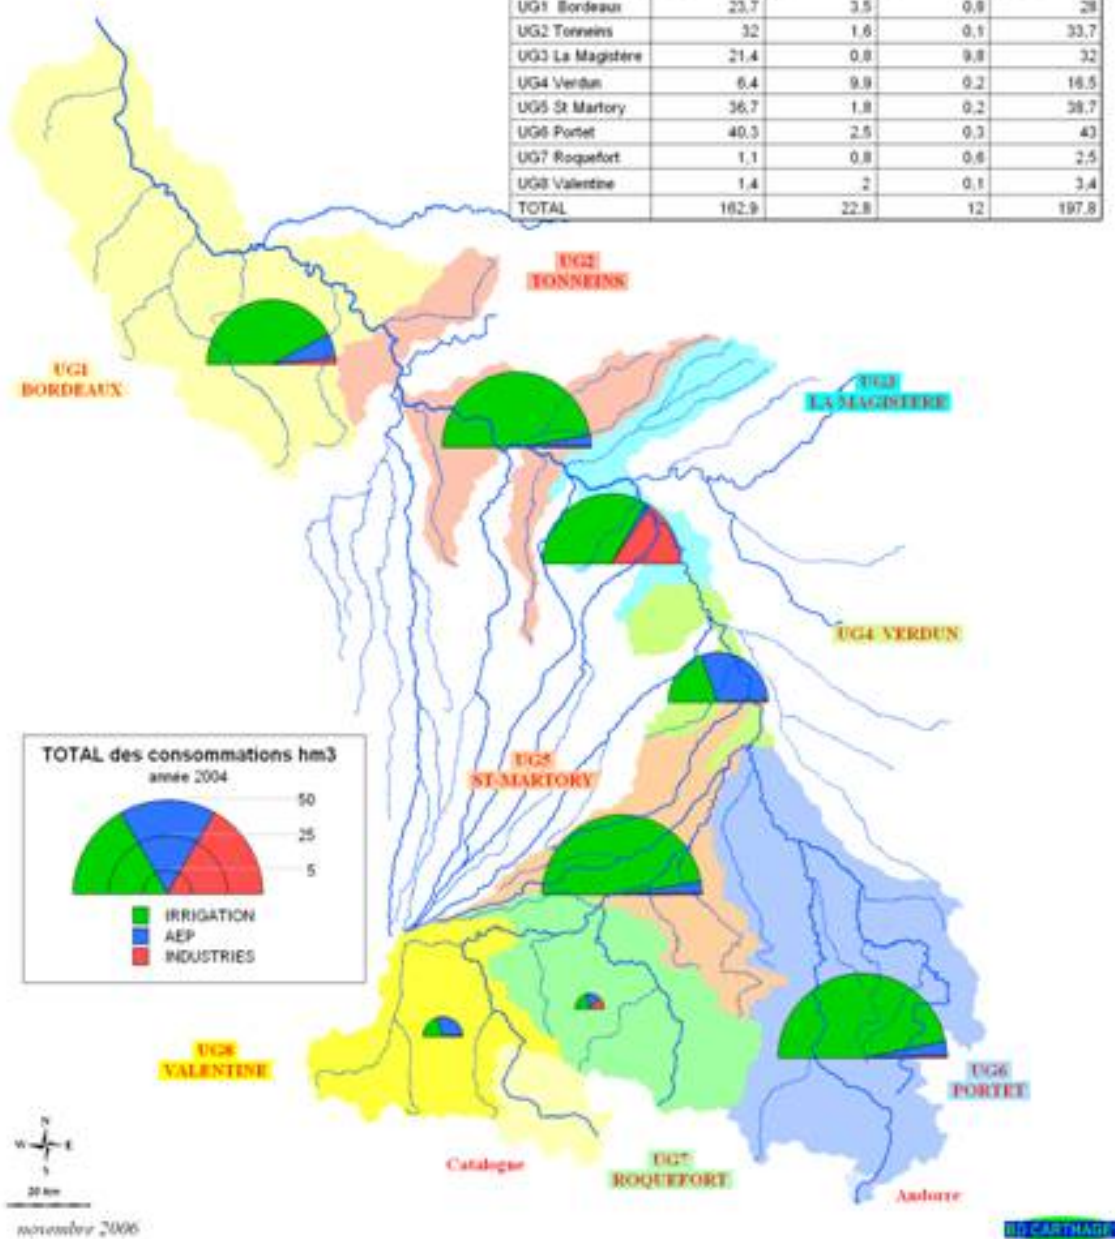 UG1 Bordeaux 23,7 3,5 0,8 28
UG2 Tonneins 32 1,6 0,1 33,7
UG3 La Magistere 21,4 0,8 9,8 32
UG4 Verdun 6,4 9,9 0,2 16,5
UG5 St Martory 36,7 1,8 0,2 38,7
UG6 Portet 40,3 2,5 0,3 43
UG7 Roquefort 1,1 0,8 0,6 2,5
UG8 Valentine 1,4 2 0,1 3,4
TOTAL 162,9 22,8 12 197,8
UG2
TONNEINS
UG1
BORDEAUX
UG3
LA MAGISTERE
UG4 VERDUN
UG5
ST-MARTORY
TOTAL des consommations hm3
année 2004
50
25
5
IRRIGATION
AEP
INDUSTRIES
UG8
VALENTINE
UG6
PORTET
UG7
ROQUEFORT
Catalogne
Andorre
N
W E
S
20 km
novembre 2006
BD CARTHAGE